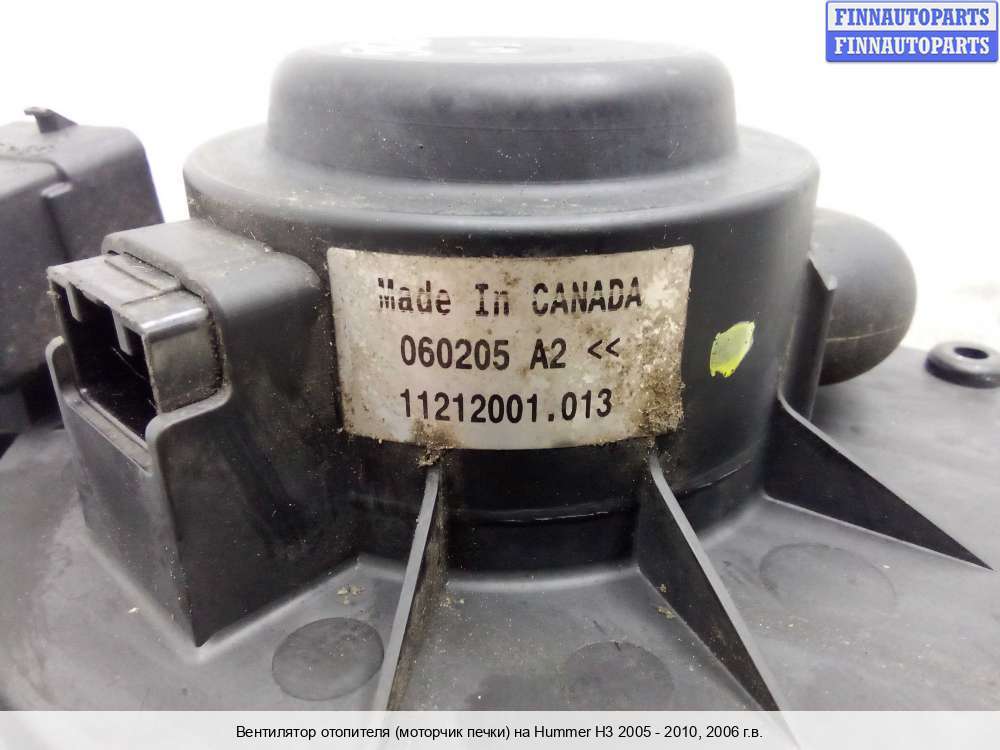 FINNAUTOPARTS
FINNAUTOPARTS
Made In CANADA
060205 A2 <<
11212001.013
Вентилятор отопителя (моторчик печки) на Hummer H3 2005 - 2010, 2006 г.в.